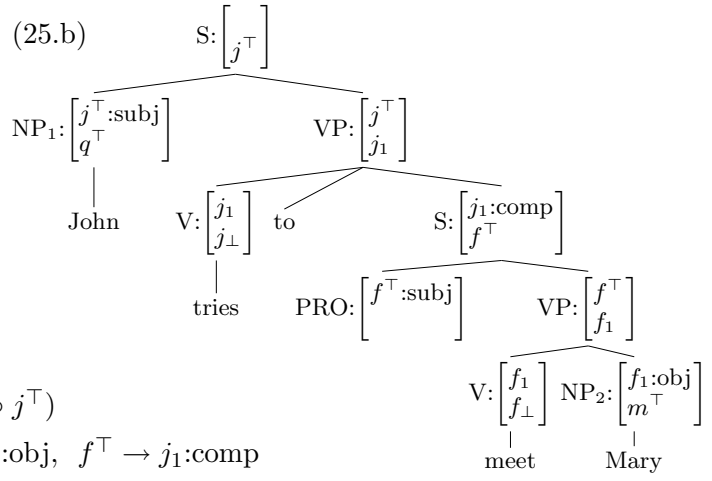 (25.b)
S: [ j⊤ ]
NP₁: [ j⊤:subj q⊤ ] VP: [ j⊤ j₁ ]
John V: [ j₁ j⊥ ] to S: [ j₁:comp f⊤ ]
tries PRO: [ f⊤:subj ] VP: [ f⊤ f₁ ]
j⊤)
V: [ f₁ f⊥ ] NP₂: [ f₁:obj m⊤ ]
:obj, f⊤ → j₁:comp
meet Mary